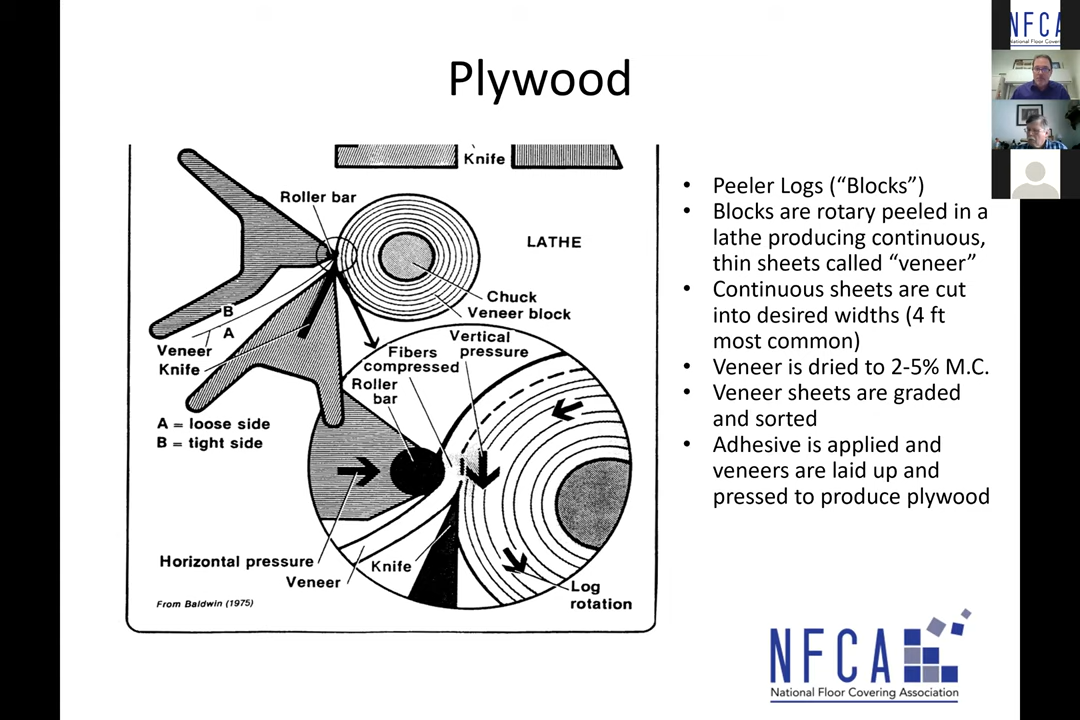 Plywood
Knife
Roller bar
LATHE
Chuck
Veneer block
B
A
Veneer
Knife
Vertical
pressure
Fibers
compressed
Roller
bar
A = loose side
B = tight side
Horizontal pressure
Veneer
Knife
Log
rotation
From Baldwin (1975)
• Peeler Logs (“Blocks”)
• Blocks are rotary peeled in a
lathe producing continuous,
thin sheets called “veneer”
• Continuous sheets are cut
into desired widths (4 ft
most common)
• Veneer is dried to 2-5% M.C.
• Veneer sheets are graded
and sorted
• Adhesive is applied and
veneers are laid up and
pressed to produce plywood
NFCA
National Floor Covering Association
NFCA
National Floor Coverin